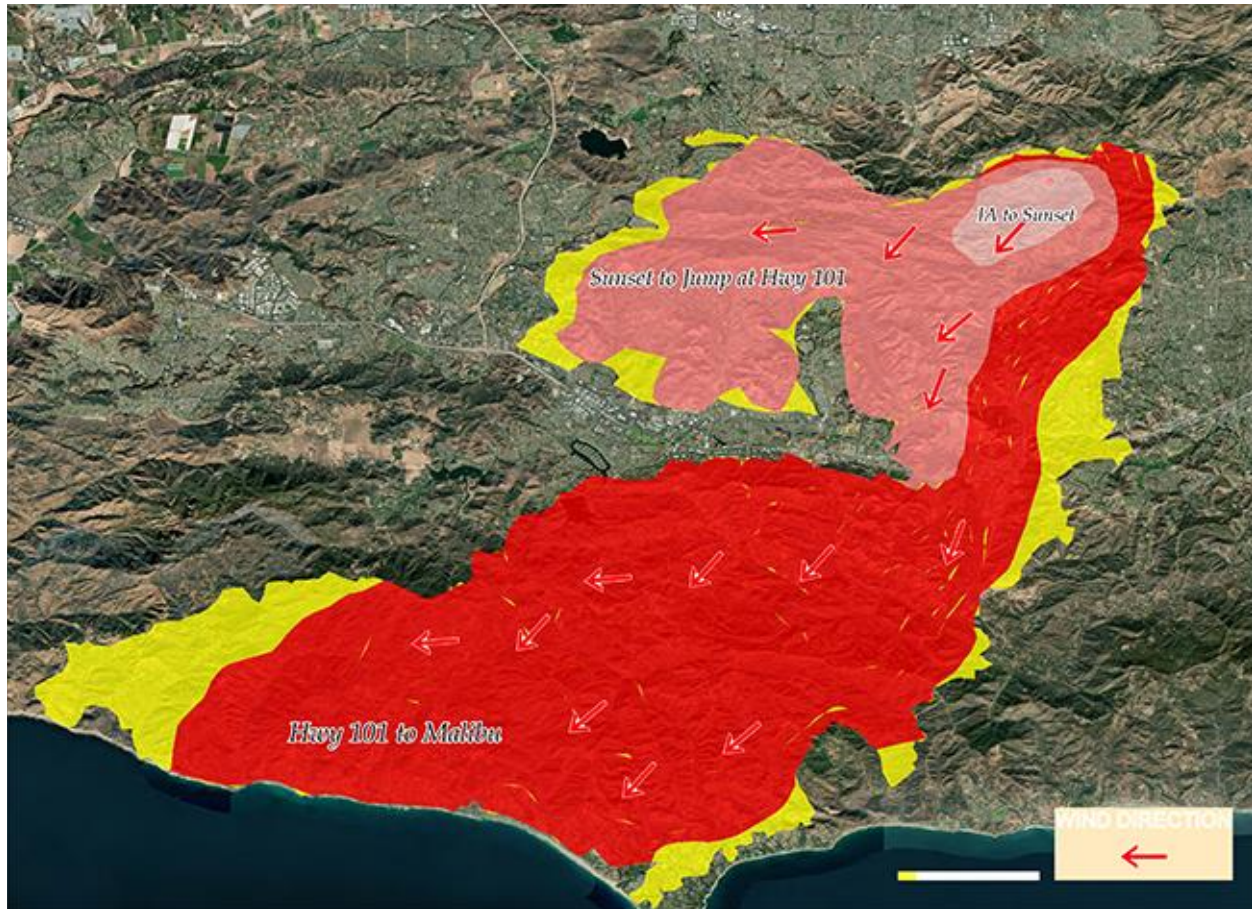 IA to Sunset
Sunset to Jump at Hwy 101
Hwy 101 to Malibu
WIND DIRECTION